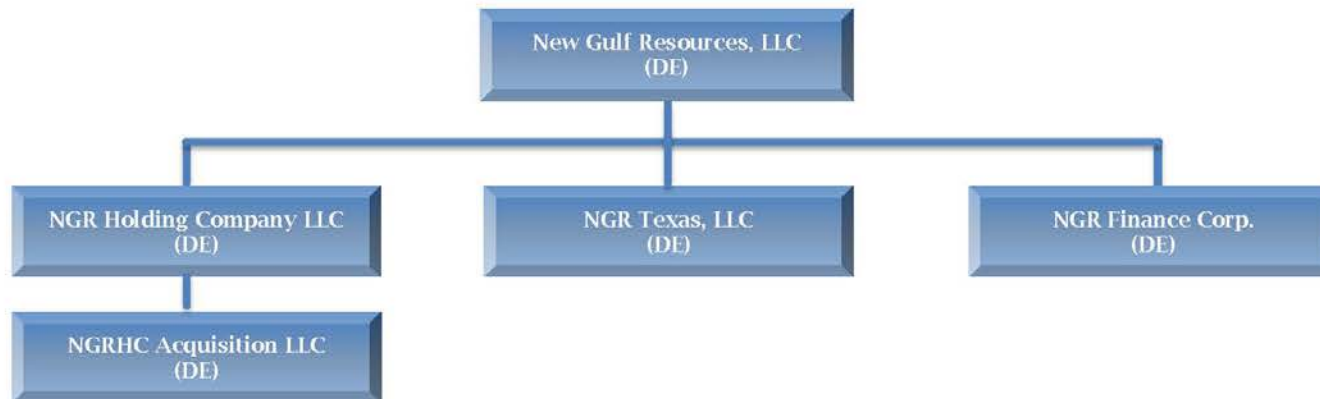 New Gulf Resources, LLC
(DE)
NGR Holding Company LLC
(DE)
NGR Texas, LLC
(DE)
NGR Finance Corp.
(DE)
NGRHC Acquisition LLC
(DE)